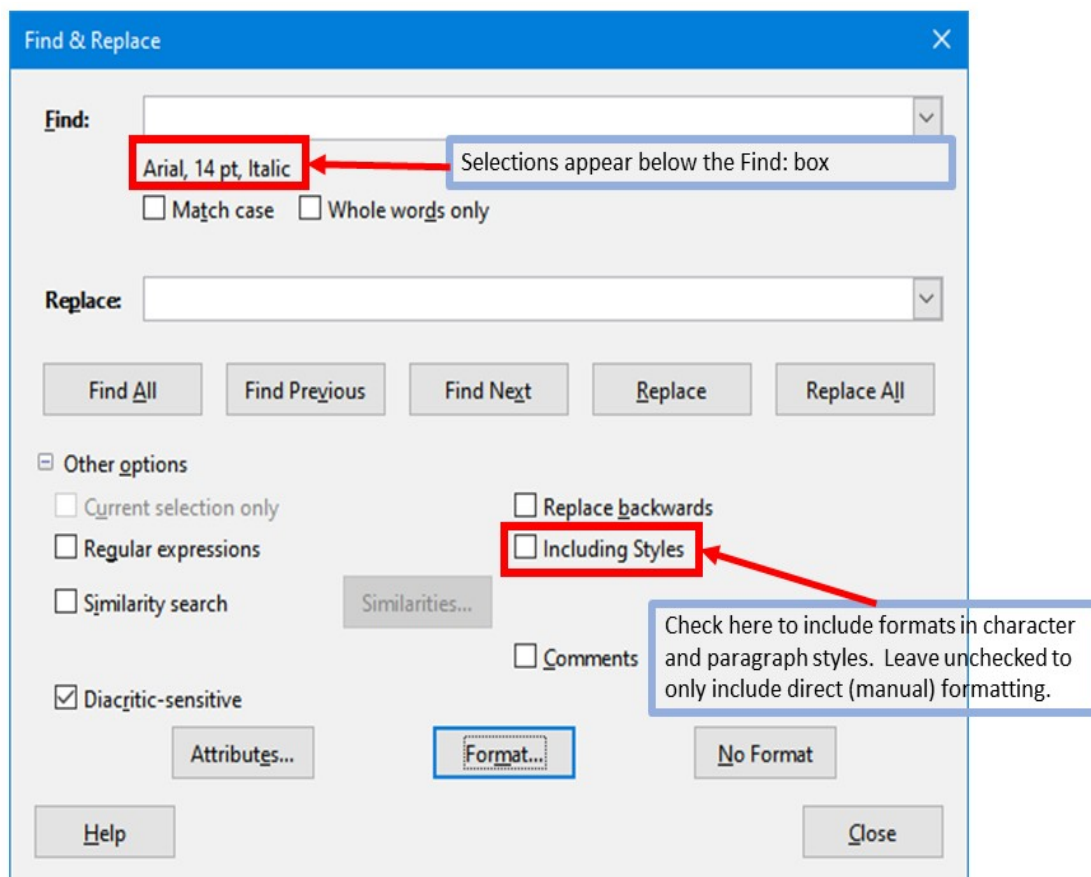 Find & Replace
Find:
Arial, 14 pt, Italic
Selections appear below the Find: box
Match case
Whole words only
Replace:
Find All
Find Previous
Find Next
Replace
Replace All
Other options
Current selection only
Replace backwards
Regular expressions
Including Styles
Similarity search
Similarities...
Check here to include formats in character
and paragraph styles. Leave unchecked to
only include direct (manual) formatting.
Comments
Diacritic-sensitive
Attributes...
Format...
No Format
Help
Close